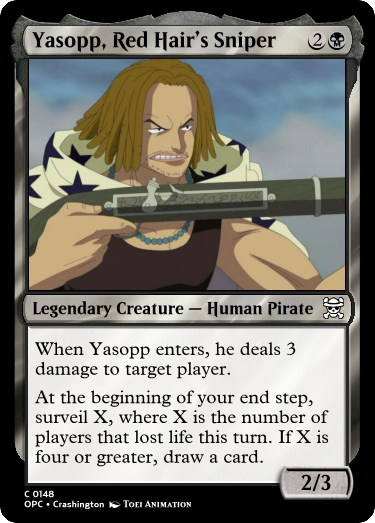 Yasopp, Red Hair's Sniper 2
Legendary Creature — Human Pirate
When Yasopp enters, he deals 3
damage to target player.
At the beginning of your end step,
surveil X, where X is the number of
players that lost life this turn. If X is
four or greater, draw a card.
2/3
C 0148
OPC • Crashington Toei Animation